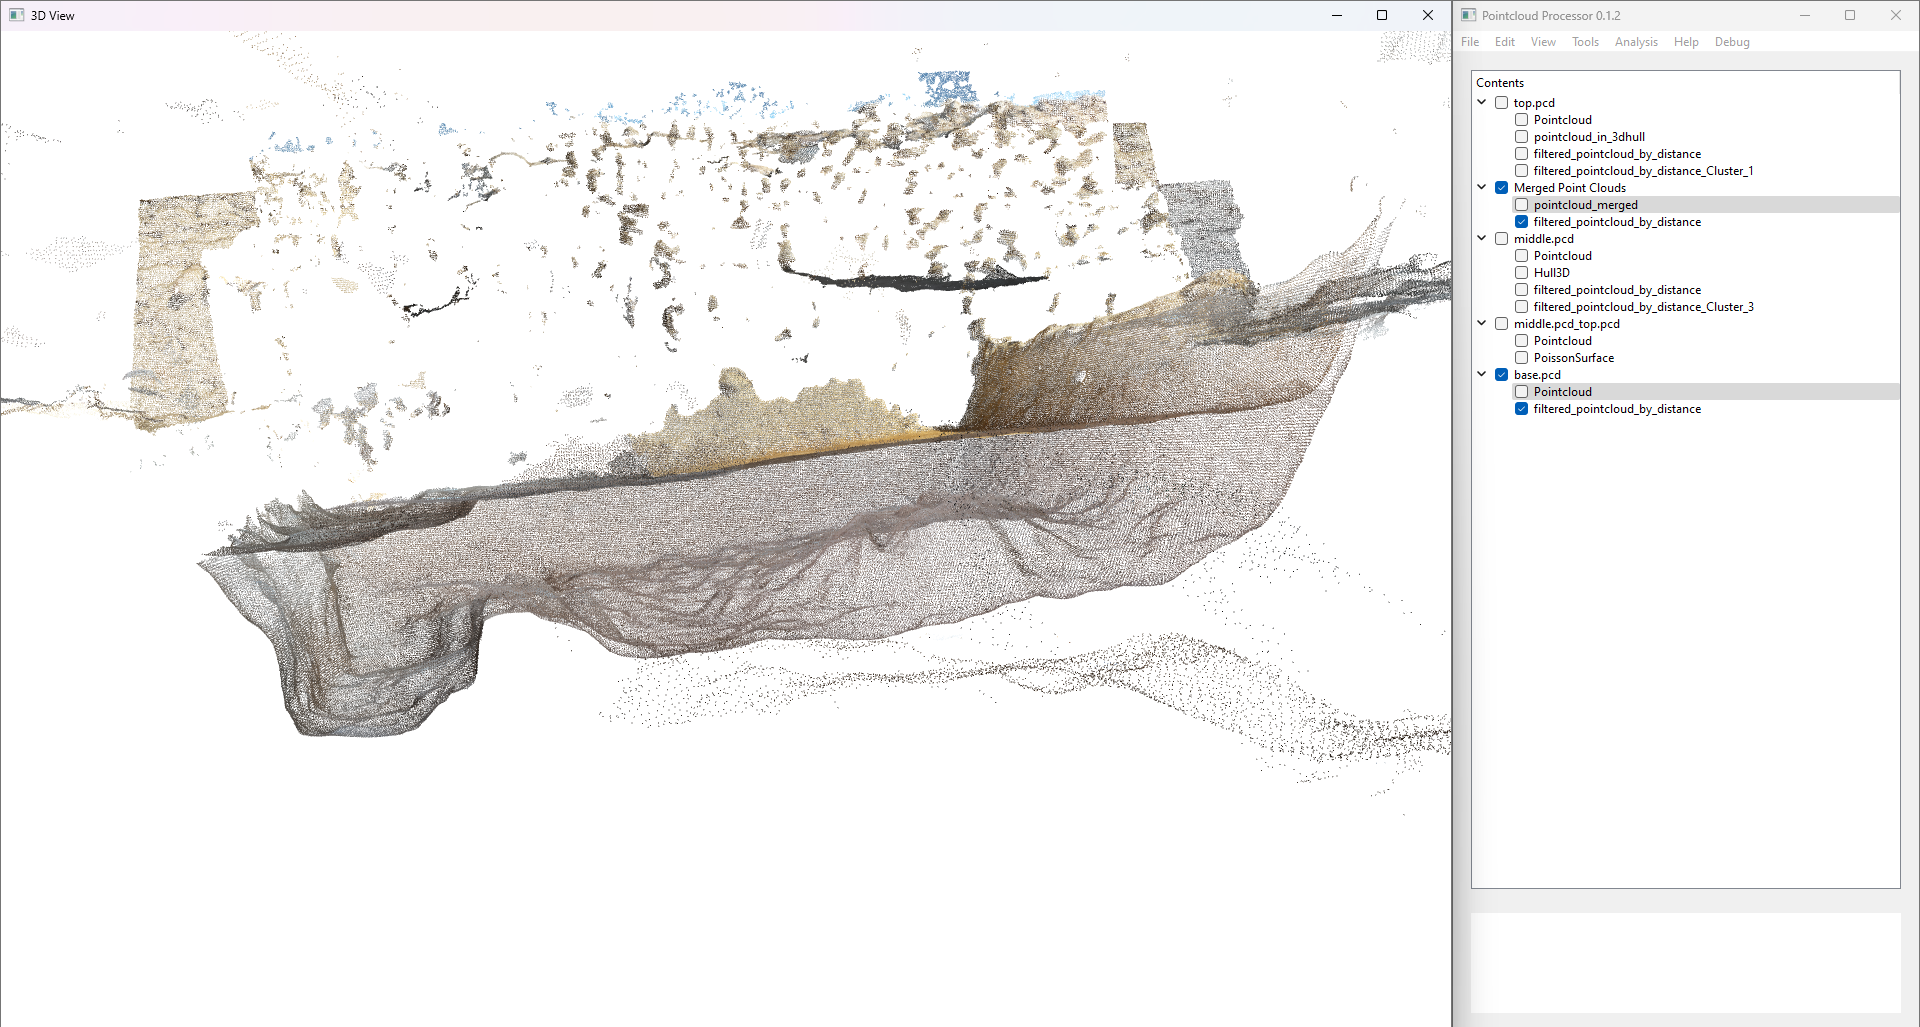 3D View
Pointcloud Processor 0.1.2
File Edit View Tools Analysis Help Debug
Contents
top.pcd
Pointcloud
pointcloud_in_3dhull
filtered_pointcloud_by_distance
filtered_pointcloud_by_distance_Cluster_1
Merged Point Clouds
pointcloud_merged
filtered_pointcloud_by_distance
middle.pcd
Pointcloud
Hull3D
filtered_pointcloud_by_distance
filtered_pointcloud_by_distance_Cluster_3
middle.pcd_top.pcd
Pointcloud
PoissonSurface
base.pcd
Pointcloud
filtered_pointcloud_by_distance